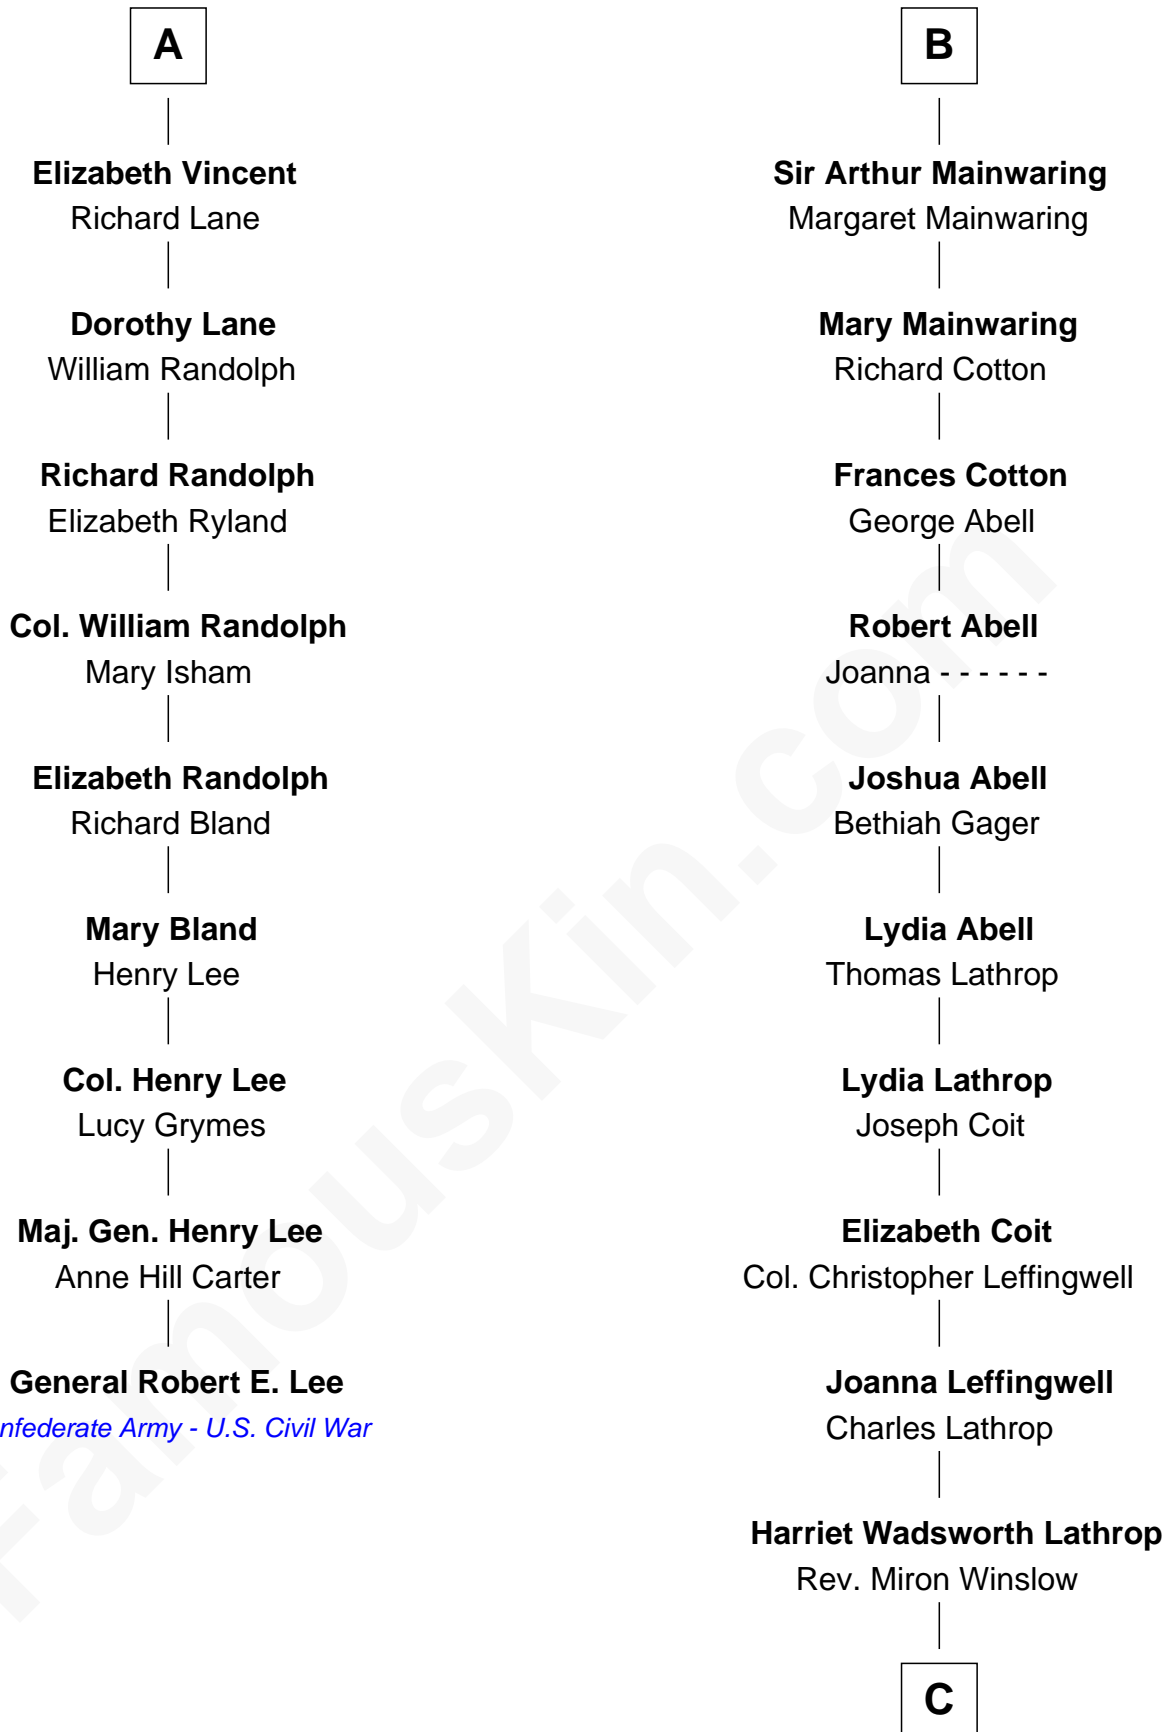 A
Elizabeth Vincent
Richard Lane
Dorothy Lane
William Randolph
Richard Randolph
Elizabeth Ryland
Col. William Randolph
Mary Isham
Elizabeth Randolph
Richard Bland
Mary Bland
Henry Lee
Col. Henry Lee
Lucy Grymes
Maj. Gen. Henry Lee
Anne Hill Carter
General Robert E. Lee
nfederate Army - U.S. Civil War
B
Sir Arthur Mainwaring
Margaret Mainwaring
Mary Mainwaring
Richard Cotton
Frances Cotton
George Abell
Robert Abell
Joanna - - - - - -
Joshua Abell
Bethiah Gager
Lydia Abell
Thomas Lathrop
Lydia Lathrop
Joseph Coit
Elizabeth Coit
Col. Christopher Leffingwell
Joanna Leffingwell
Charles Lathrop
Harriet Wadsworth Lathrop
Rev. Miron Winslow
C
FamousKin.com